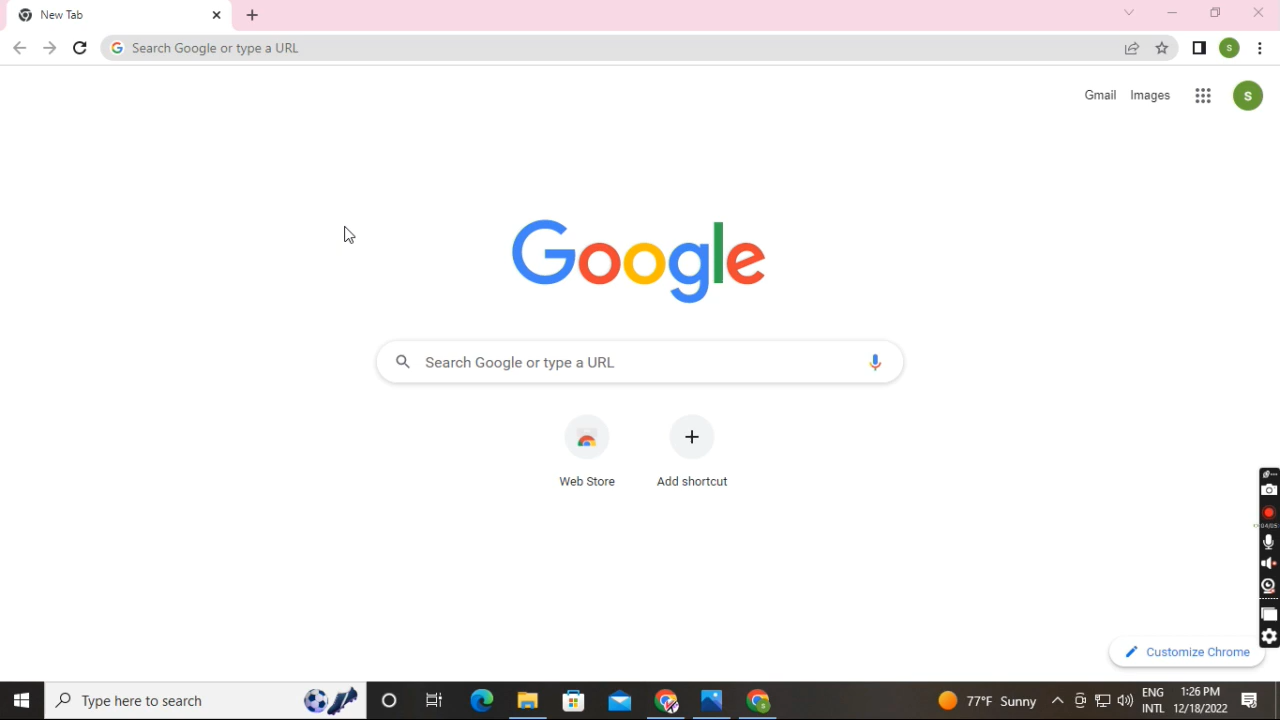 New Tab
Search Google or type a URL
S
Gmail Images
S
Google
Search Google or type a URL
Web Store
Add shortcut
Customize Chrome
Type here to search
S
77°F Sunny
ENG
INTL
1:26 PM
12/18/2022